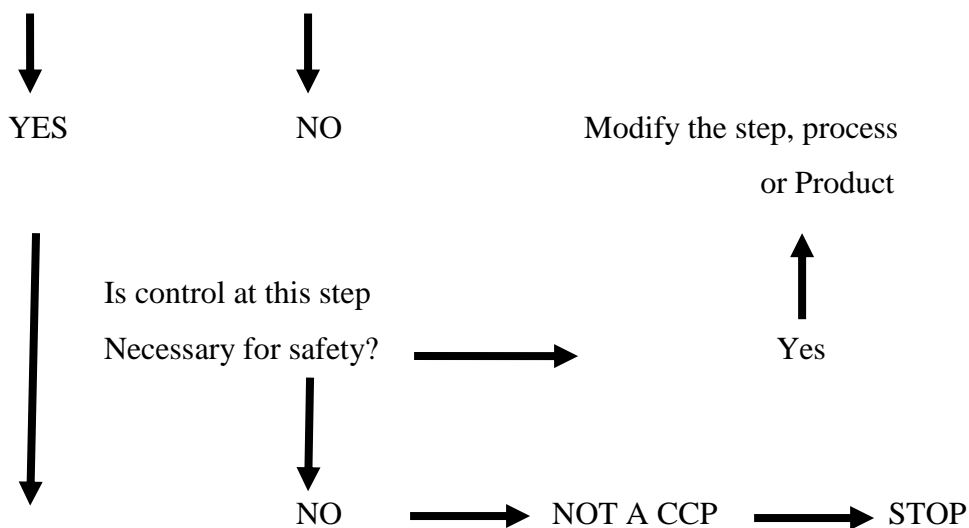 YES NO Modify the step, process
or Product
Is control at this step
Necessary for safety? Yes
NO NOT A CCP STOP